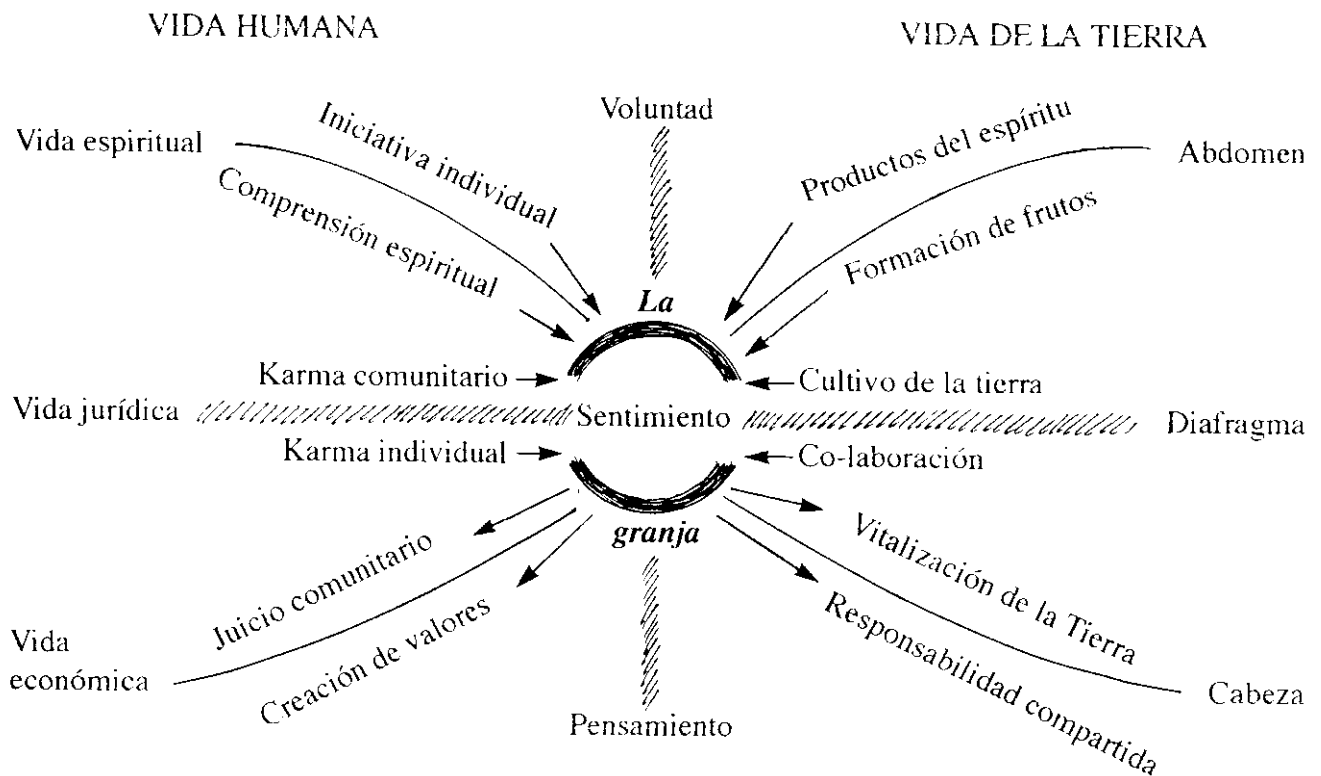 VIDA HUMANA
VIDA DE LA TIERRA
Voluntad
Vida espiritual
Iniciativa individual
Comprensión espiritual
Productos del espíritu
Formación de frutos
Abdomen
La
Karma comunitario
Cultivo de la tierra
Vida jurídica
Sentimiento
Diafragma
Karma individual
Co-laboración
granja
Juicio comunitario
Creación de valores
Vitalización de la Tierra
Responsabilidad compartida
Vida
económica
Cabeza
Pensamiento